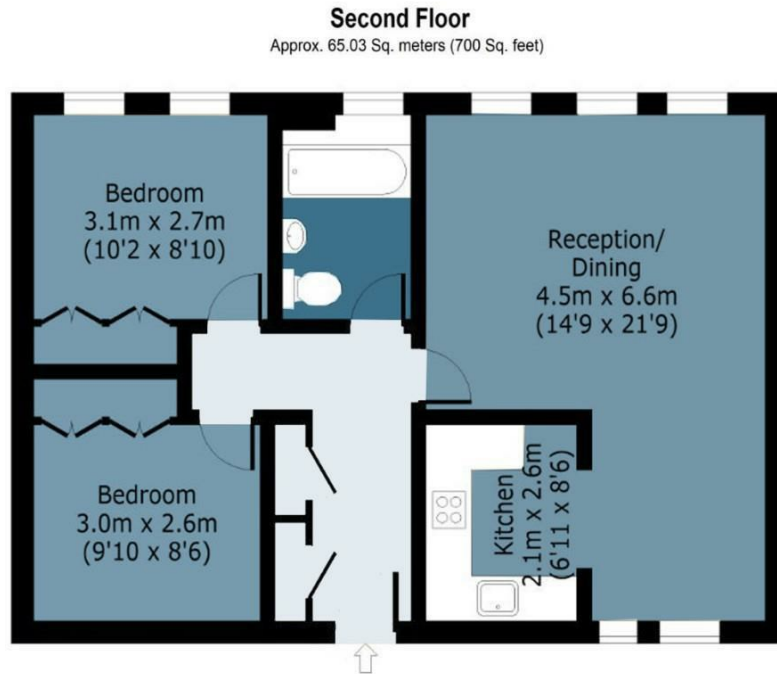 Second Floor
Approx. 65.03 Sq. meters (700 Sq. feet)
Bedroom
3.1m x 2.7m
(10'2 x 8'10)
Reception/
Dining
4.5m x 6.6m
(14'9 x 21'9)
Bedroom
3.0m x 2.6m
(9'10 x 8'6)
Kitchen
2.1m x 2.6m
(6'11 x 8'6)